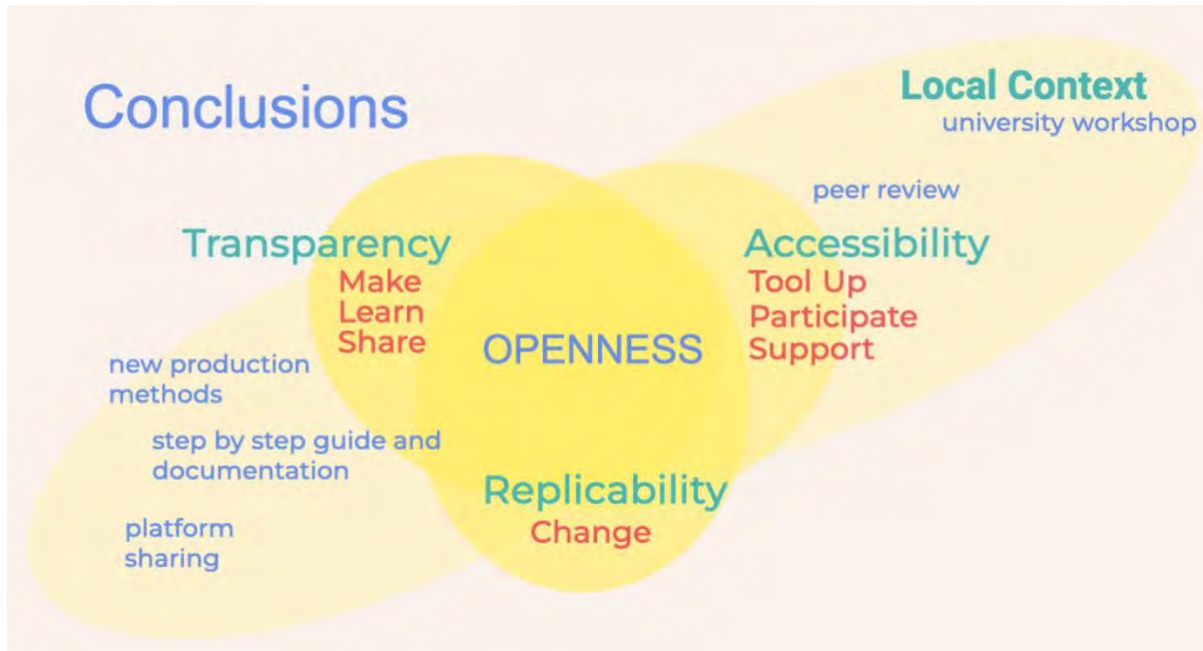 Conclusions
Local Context
university workshop
peer review
Transparency
Make
Learn
Share
Accessibility
Tool Up
Participate
Support
OPENNESS
new production
methods
step by step guide and
documentation
platform
sharing
Replicability
Change